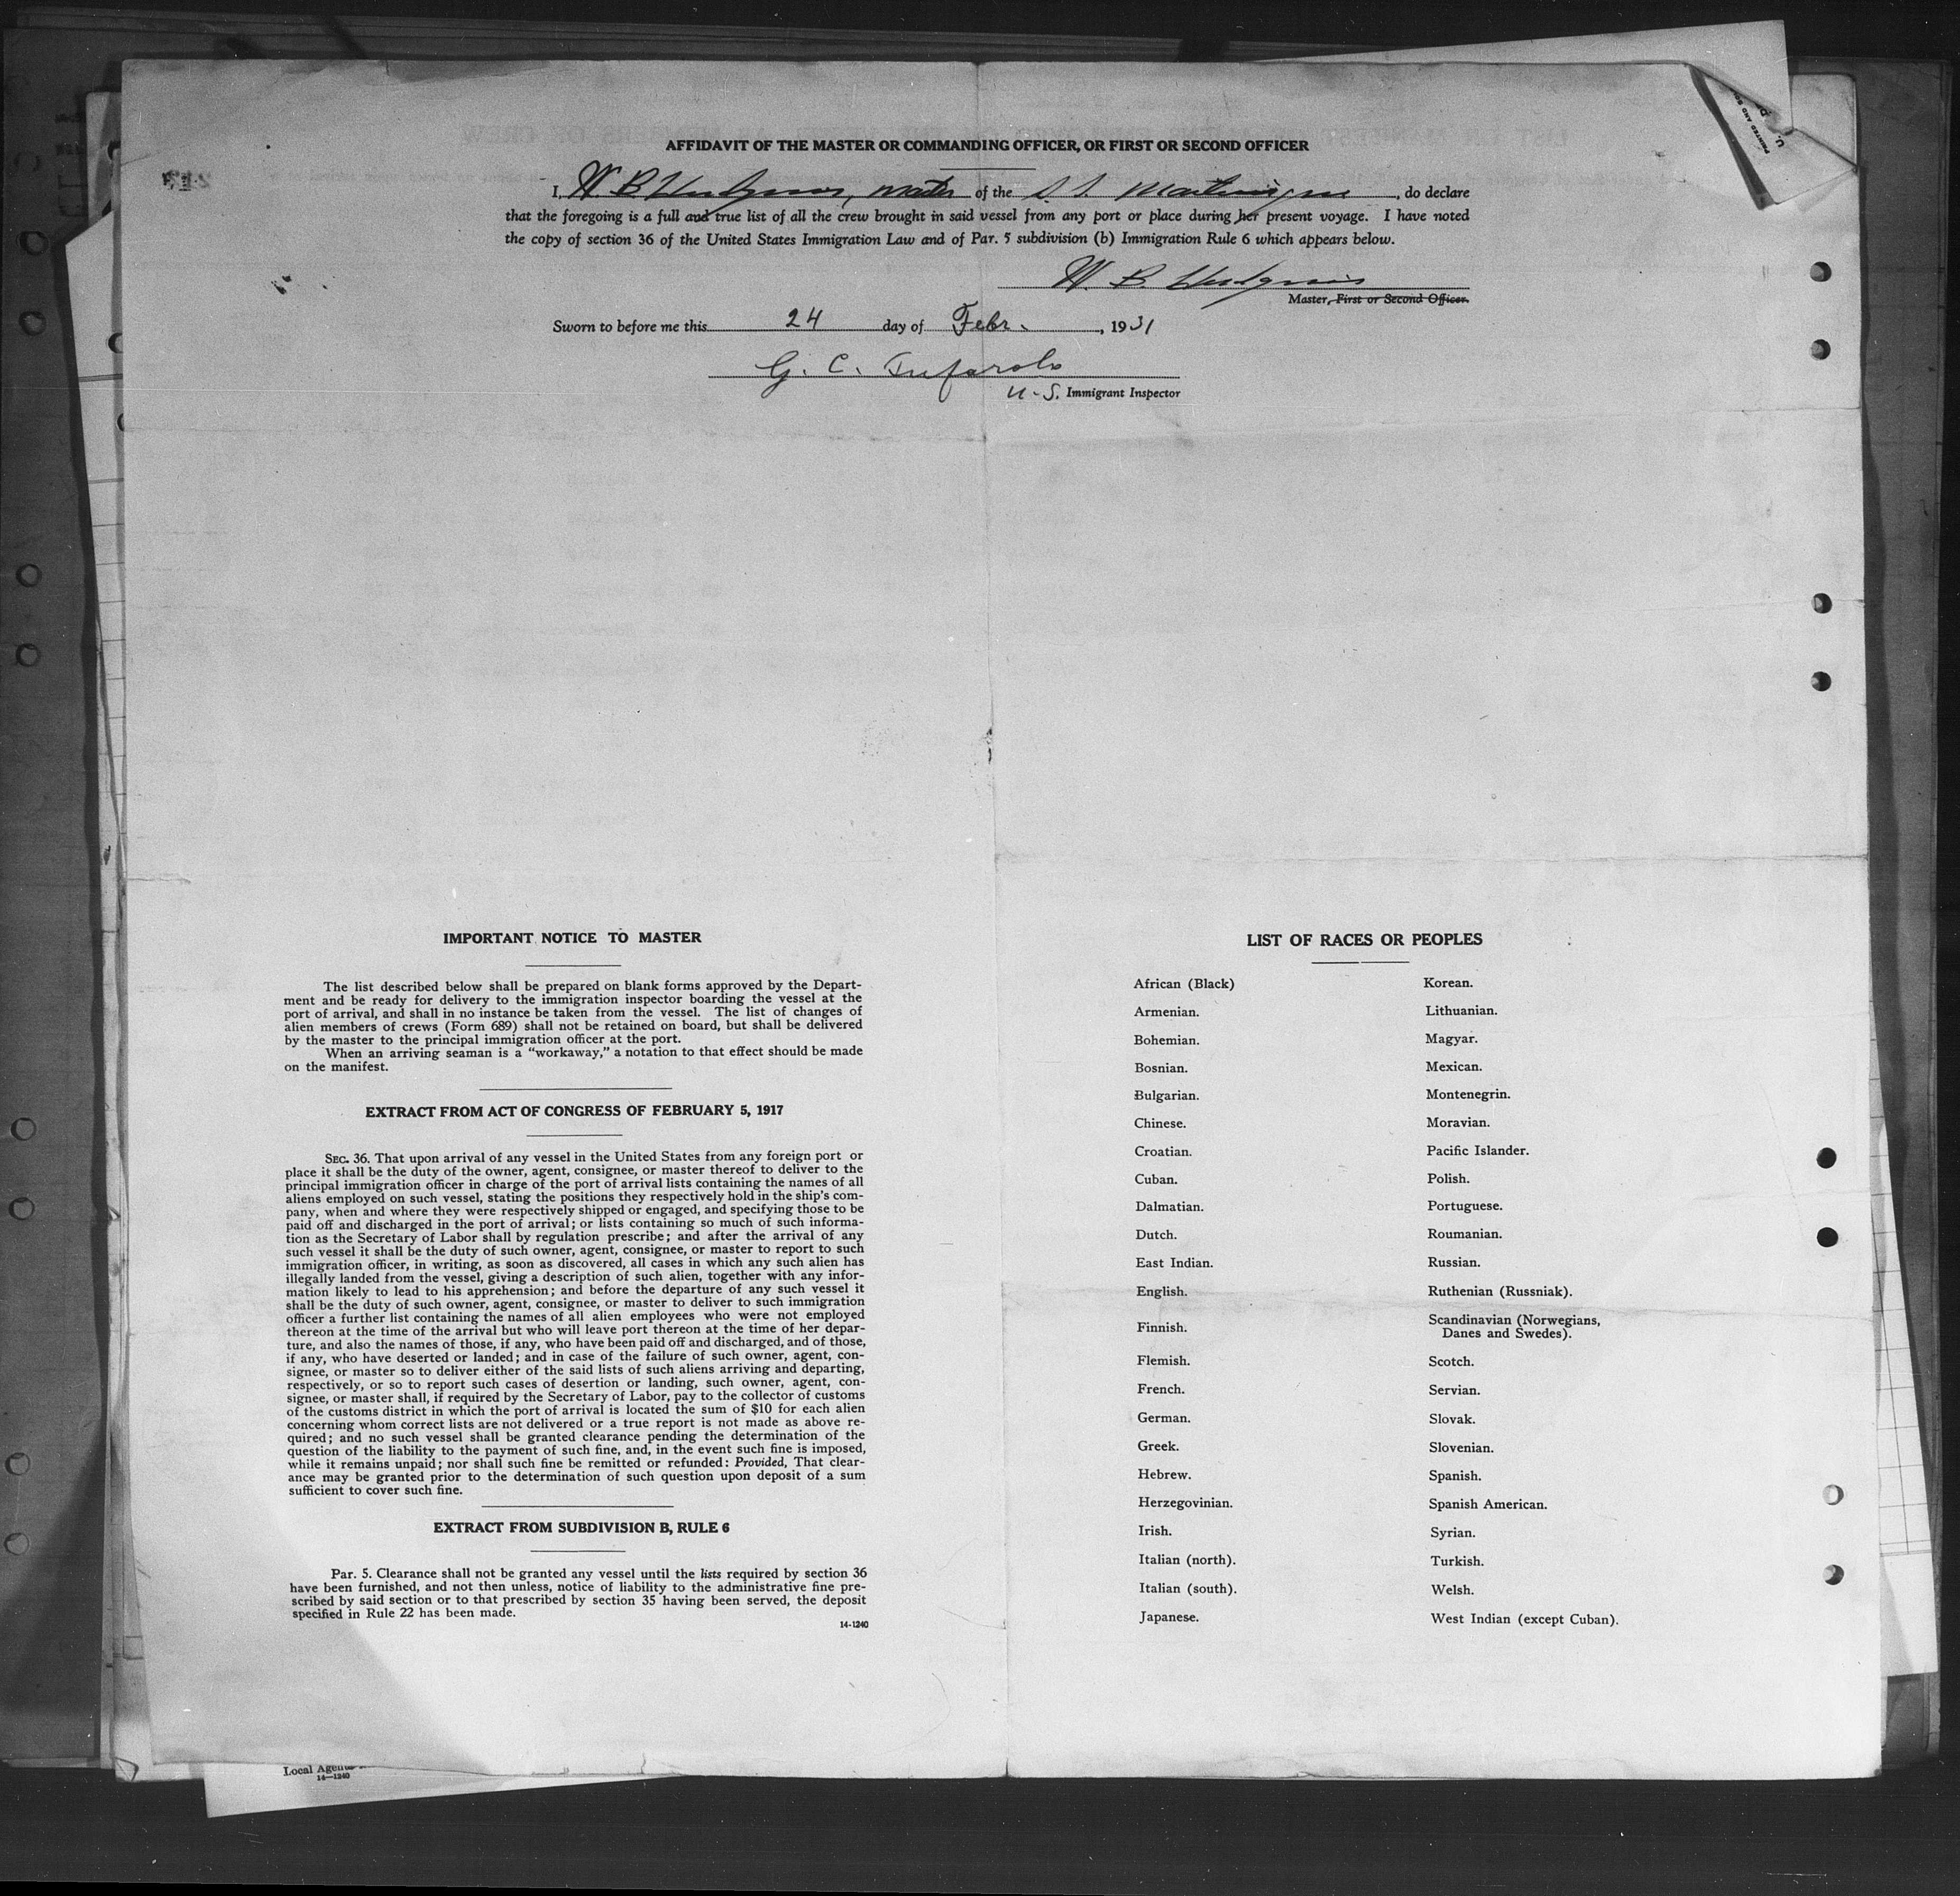 AFFIDAVIT OF THE MASTER OR COMMANDING OFFICER, OR FIRST OR SECOND OFFICER
I, W. B. Hudgins, master of the S. S. Martinique, do declare
that the foregoing is a full and true list of all the crew brought in said vessel from any port or place during her present voyage. I have noted
the copy of section 36 of the United States Immigration Law and of Par. 5 subdivision (b) Immigration Rule 6 which appears below.
W. B. Hudgins
Master, First or Second Officer.
Sworn to before me this 24 day of Febr. , 1931
G. C.
U.S. Immigrant Inspector
IMPORTANT NOTICE TO MASTER
The list described below shall be prepared on blank forms approved by the Depart-
ment and be ready for delivery to the immigration inspector boarding the vessel at the
port of arrival, and shall in no instance be taken from the vessel. The list of changes of
alien members of crews (Form 689) shall not be retained on board, but shall be delivered
by the master to the principal immigration officer at the port.
When an arriving seaman is a "workaway," a notation to that effect should be made
on the manifest.
EXTRACT FROM ACT OF CONGRESS OF FEBRUARY 5, 1917
SEC. 36. That upon arrival of any vessel in the United States from any foreign port or
place it shall be the duty of the owner, agent, consignee, or master thereof to deliver to the
principal immigration officer in charge of the port of arrival lists containing the names of all
aliens employed on such vessel, stating the positions they respectively hold in the ship's com-
pany, when and where they were respectively shipped or engaged, and specifying those to be
paid off and discharged in the port of arrival; or lists containing so much of such informa-
tion as the Secretary of Labor shall by regulation prescribe; and after the arrival of any
such vessel it shall be the duty of such owner, agent, consignee, or master to report to such
immigration officer, in writing, as soon as discovered, all cases in which any such alien has
illegally landed from the vessel, giving a description of such alien, together with any infor-
mation likely to lead to his apprehension; and before the departure of any such vessel it
shall be the duty of such owner, agent, consignee, or master to deliver to such immigration
officer a further list containing the names of all alien employees who were not employed
thereon at the time of the arrival but who will leave port thereon at the time of her depar-
ture, and also the names of those, if any, who have been paid off and discharged, and of those,
if any, who have deserted or landed; and in case of the failure of such owner, agent, con-
signee, or master so to deliver either of the said lists of such aliens arriving and departing,
respectively, or so to report such cases of desertion or landing, such owner, agent, con-
signee, or master shall, if required by the Secretary of Labor, pay to the collector of customs
of the customs district in which the port of arrival is located the sum of $10 for each alien
concerning whom correct lists are not delivered or a true report is not made as above re-
quired; and no such vessel shall be granted clearance pending the determination of the
question of the liability to the payment of such fine, and, in the event such fine is imposed,
while it remains unpaid; nor shall such fine be remitted or refunded: Provided, That clear-
ance may be granted prior to the determination of such question upon deposit of a sum
sufficient to cover such fine.
EXTRACT FROM SUBDIVISION B, RULE 6
Par. 5. Clearance shall not be granted any vessel until the lists required by section 36
have been furnished, and not then unless, notice of liability to the administrative fine pre-
scribed by said section or to that prescribed by section 35 having been served, the deposit
specified in Rule 22 has been made.
14-1240
LIST OF RACES OR PEOPLES
African (Black)
Armenian.
Bohemian.
Bosnian.
Bulgarian.
Chinese.
Croatian.
Cuban.
Dalmatian.
Dutch.
East Indian.
English.
Finnish.
Flemish.
French.
German.
Greek.
Hebrew.
Herzegovinian.
Irish.
Italian (north).
Italian (south).
Japanese.
Korean.
Lithuanian.
Magyar.
Mexican.
Montenegrin.
Moravian.
Pacific Islander.
Polish.
Portuguese.
Roumanian.
Russian.
Ruthenian (Russniak).
Scandinavian (Norwegians,
Danes and Swedes).
Scotch.
Servian.
Slovak.
Slovenian.
Spanish.
Spanish American.
Syrian.
Turkish.
Welsh.
West Indian (except Cuban).
Local
14-1240